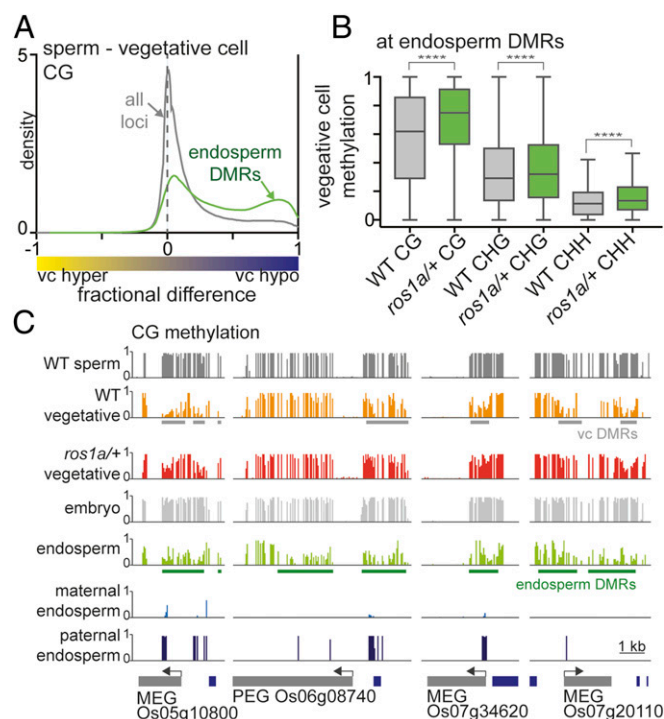 A
sperm - vegetative cell
CG
5
all
loci
endosperm
DMRs
density
0
-1 0 1
vc hyper vc hypo
fractional difference
B
at endosperm DMRs
**** **** ****
1
0
vegeative cell
methylation
WT CG
ros1a/+ CG
WT CHG
ros1a/+ CHG
WT CHH
ros1a/+ CHH
C
CG methylation
WT sperm 1
0
WT
vegetative 1
0
vc DMRs
ros1a/+
vegetative 1
0
embryo 1
0
endosperm 1
0
endosperm DMRs
maternal
endosperm 1
0
paternal
endosperm 1
0
1 kb
MEG
Os05g10800
PEG Os06g08740
MEG
Os07g34620
MEG
Os07g20110